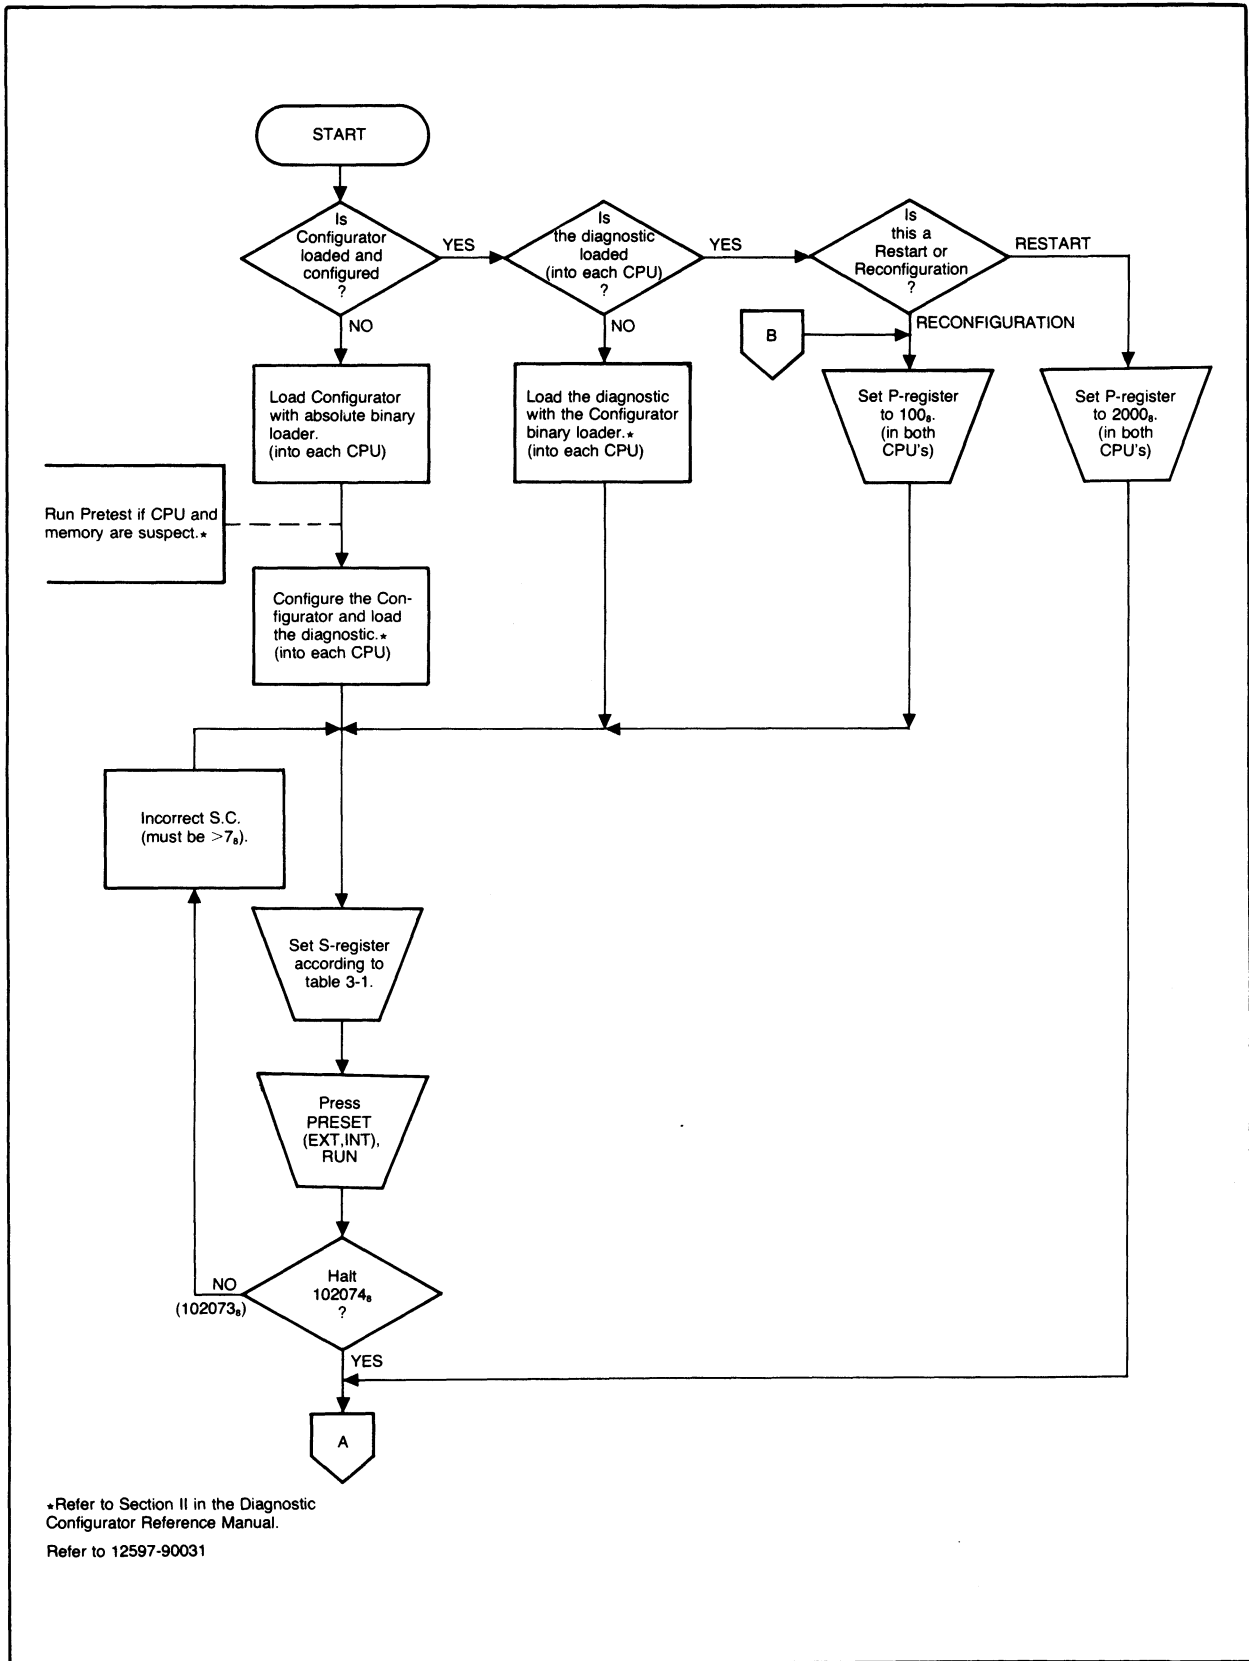 START
Is
Configurator
loaded and
configured
?
YES
NO
Is
the diagnostic
loaded
(into each CPU)
?
YES
NO
Is
this a
Restart or
Reconfiguration
?
RESTART
RECONFIGURATION
B
Load Configurator
with absolute binary
loader.
(into each CPU)
Load the diagnostic
with the Configurator
binary loader.*
(into each CPU)
Set P-register
to 100₈.
(in both
CPU's)
Set P-register
to 2000₈.
(in both
CPU's)
Run Pretest if CPU and
memory are suspect.*
Configure the Con-
figurator and load
the diagnostic.*
(into each CPU)
Incorrect S.C.
(must be >7₈).
Set S-register
according to
table 3-1.
Press
PRESET
(EXT,INT),
RUN
Halt
102074₈
?
NO
(102073₈)
YES
A
*Refer to Section II in the Diagnostic
Configurator Reference Manual.
Refer to 12597-90031